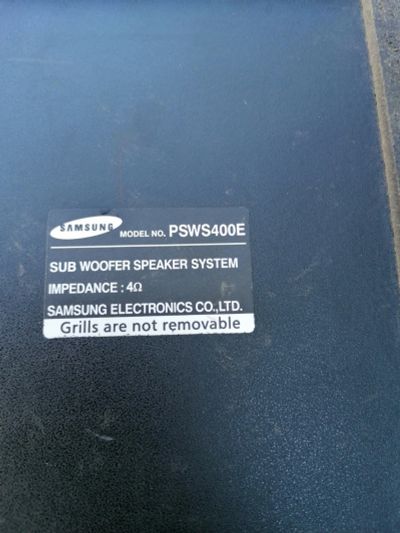 SAMSUNG MODEL NO. PSWS400E
SUB WOOFER SPEAKER SYSTEM
IMPEDANCE : 4Ω
SAMSUNG ELECTRONICS CO.,LTD.
Grills are not removable